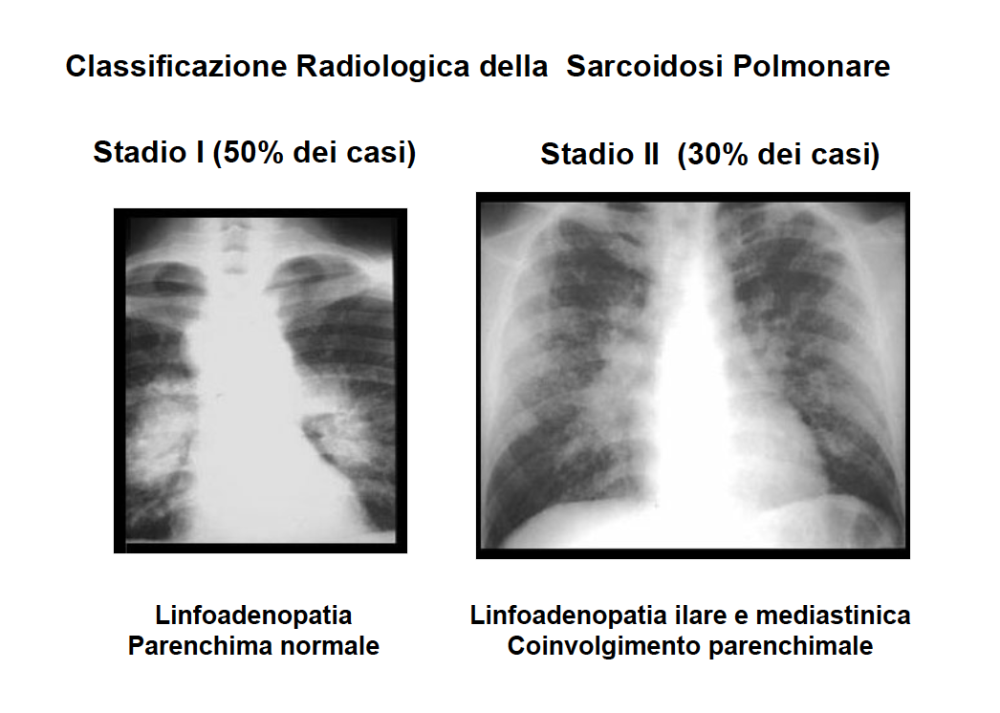 Classificazione Radiologica della  Sarcoidosi Polmonare
Stadio I (50% dei casi)
Stadio II  (30% dei casi)
Linfoadenopatia
Parenchima normale
Linfoadenopatia ilare e mediastinica
Coinvolgimento parenchimale